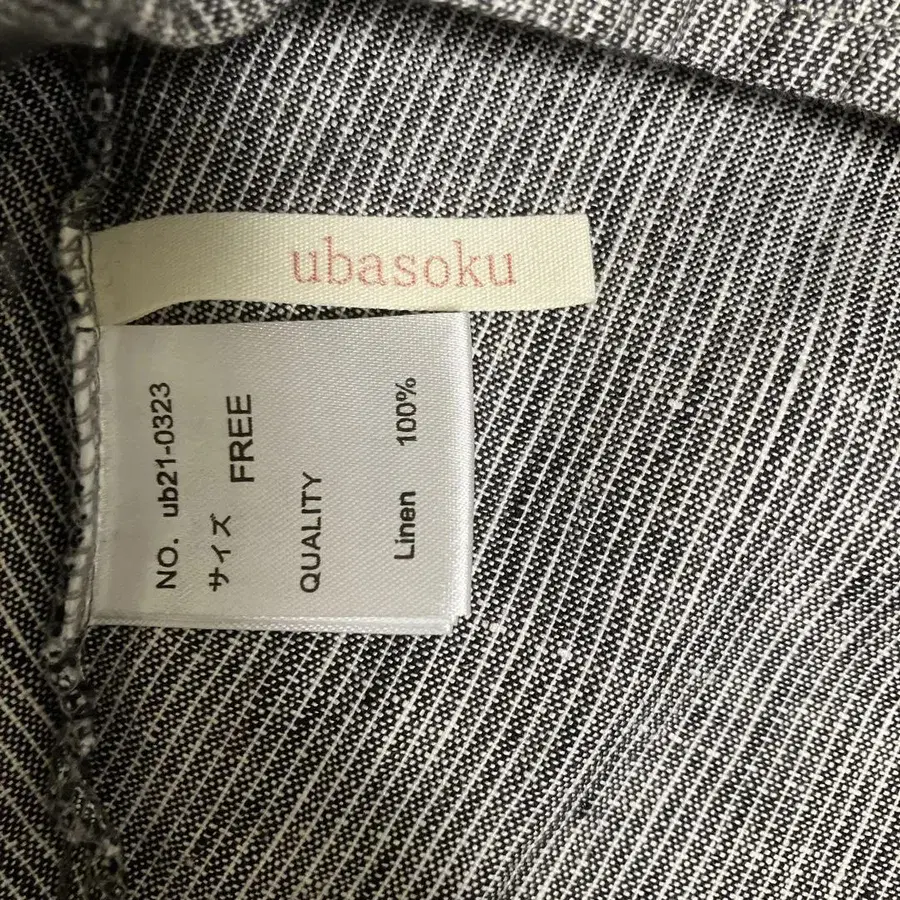 ubasoku
NO. ub21-0323
サイズ FREE
QUALITY
Linen 100%